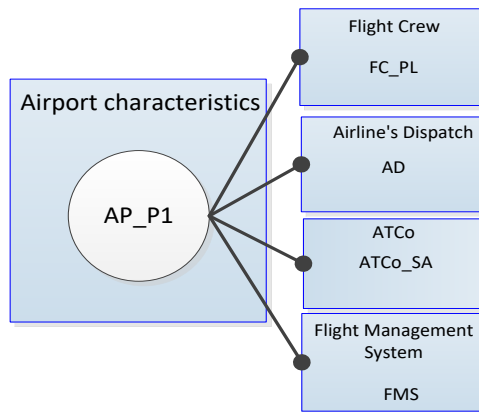 Airport characteristics
AP_P1
Flight Crew
FC_PL
Airline's Dispatch
AD
ATCo
ATCo_SA
Flight Management
System
FMS